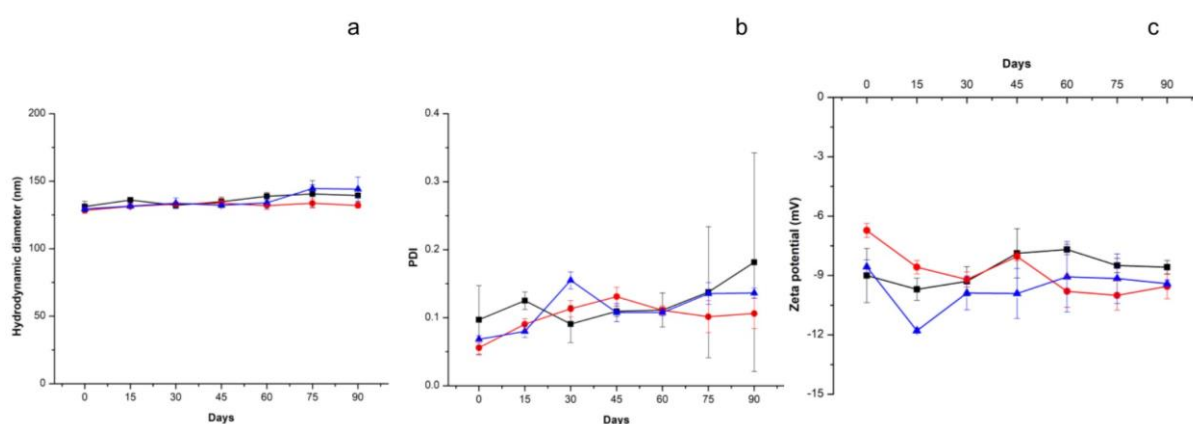 a
b
c
Hydrodynamic diameter (nm)
200
150
100
50
0
0 15 30 45 60 75 90
Days
PDI
0.4
0.3
0.2
0.1
0.0
0 15 30 45 60 75 90
Days
Days
0 15 30 45 60 75 90
Zeta potential (mV)
0
-3
-6
-9
-12
-15